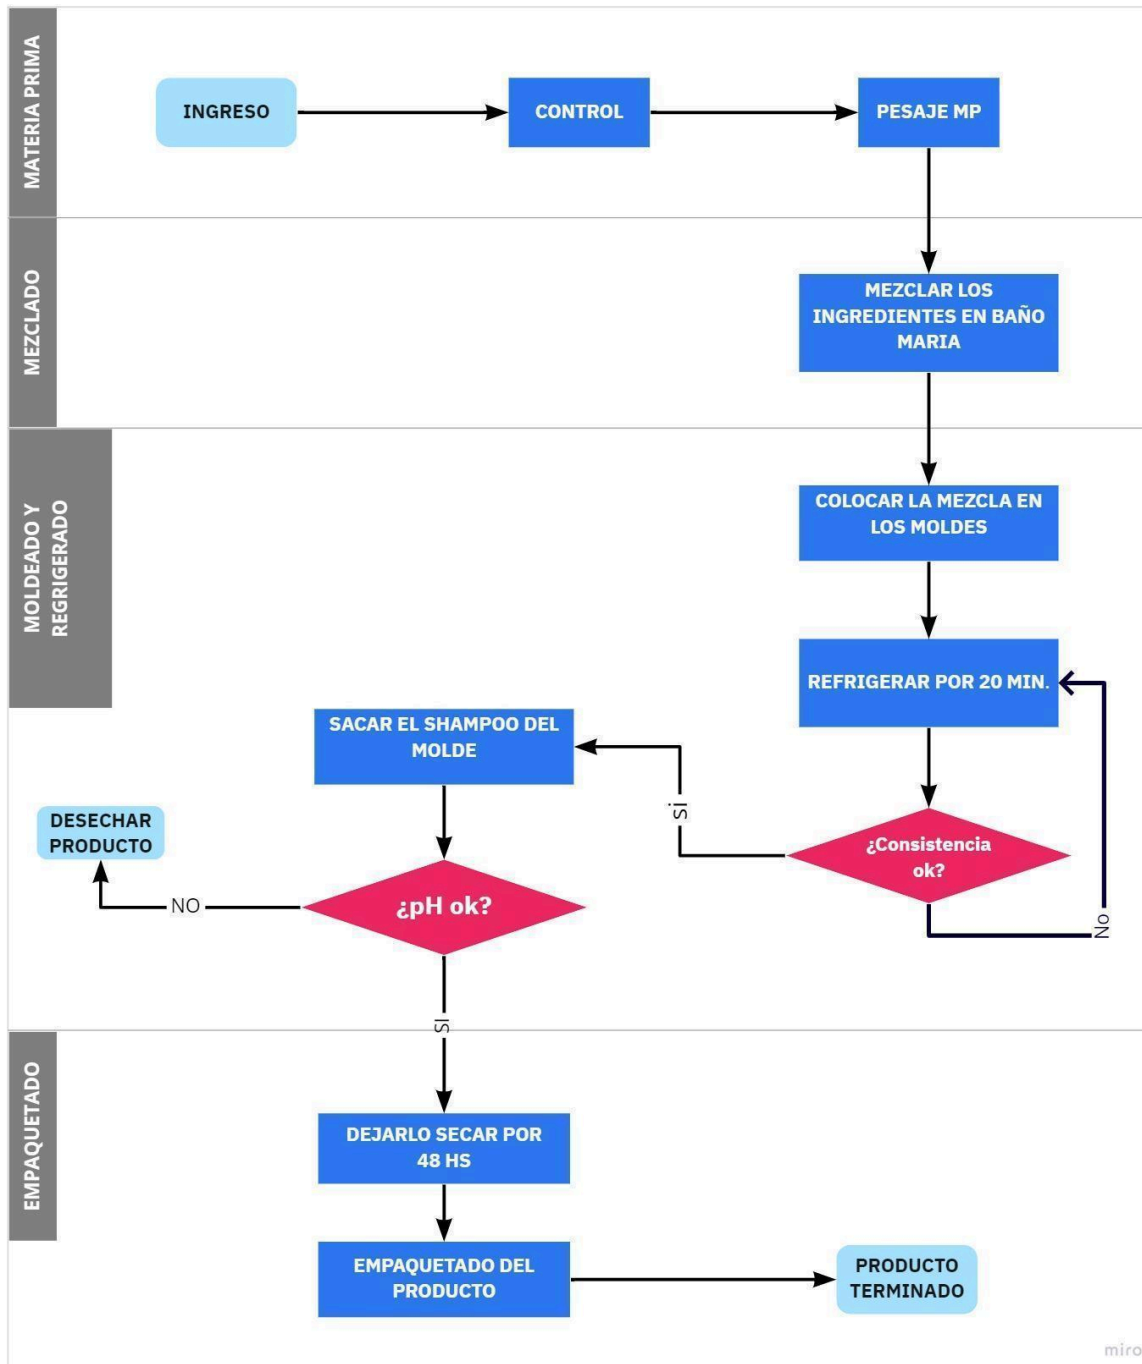 MATERIA PRIMA
INGRESO
CONTROL
PESAJE MP
MEZCLADO
MEZCLAR LOS
INGREDIENTES EN BAÑO
MARIA
MOLDEADO Y
REGRIGERADO
COLOCAR LA MEZCLA EN
LOS MOLDES
REFRIGERAR POR 20 MIN.
¿Consistencia
ok?
No
si
SACAR EL SHAMPOO DEL
MOLDE
¿pH ok?
NO
DESECHAR
PRODUCTO
SI
EMPAQUETADO
DEJARLO SECAR POR
48 HS
EMPAQUETADO DEL
PRODUCTO
PRODUCTO
TERMINADO
miro